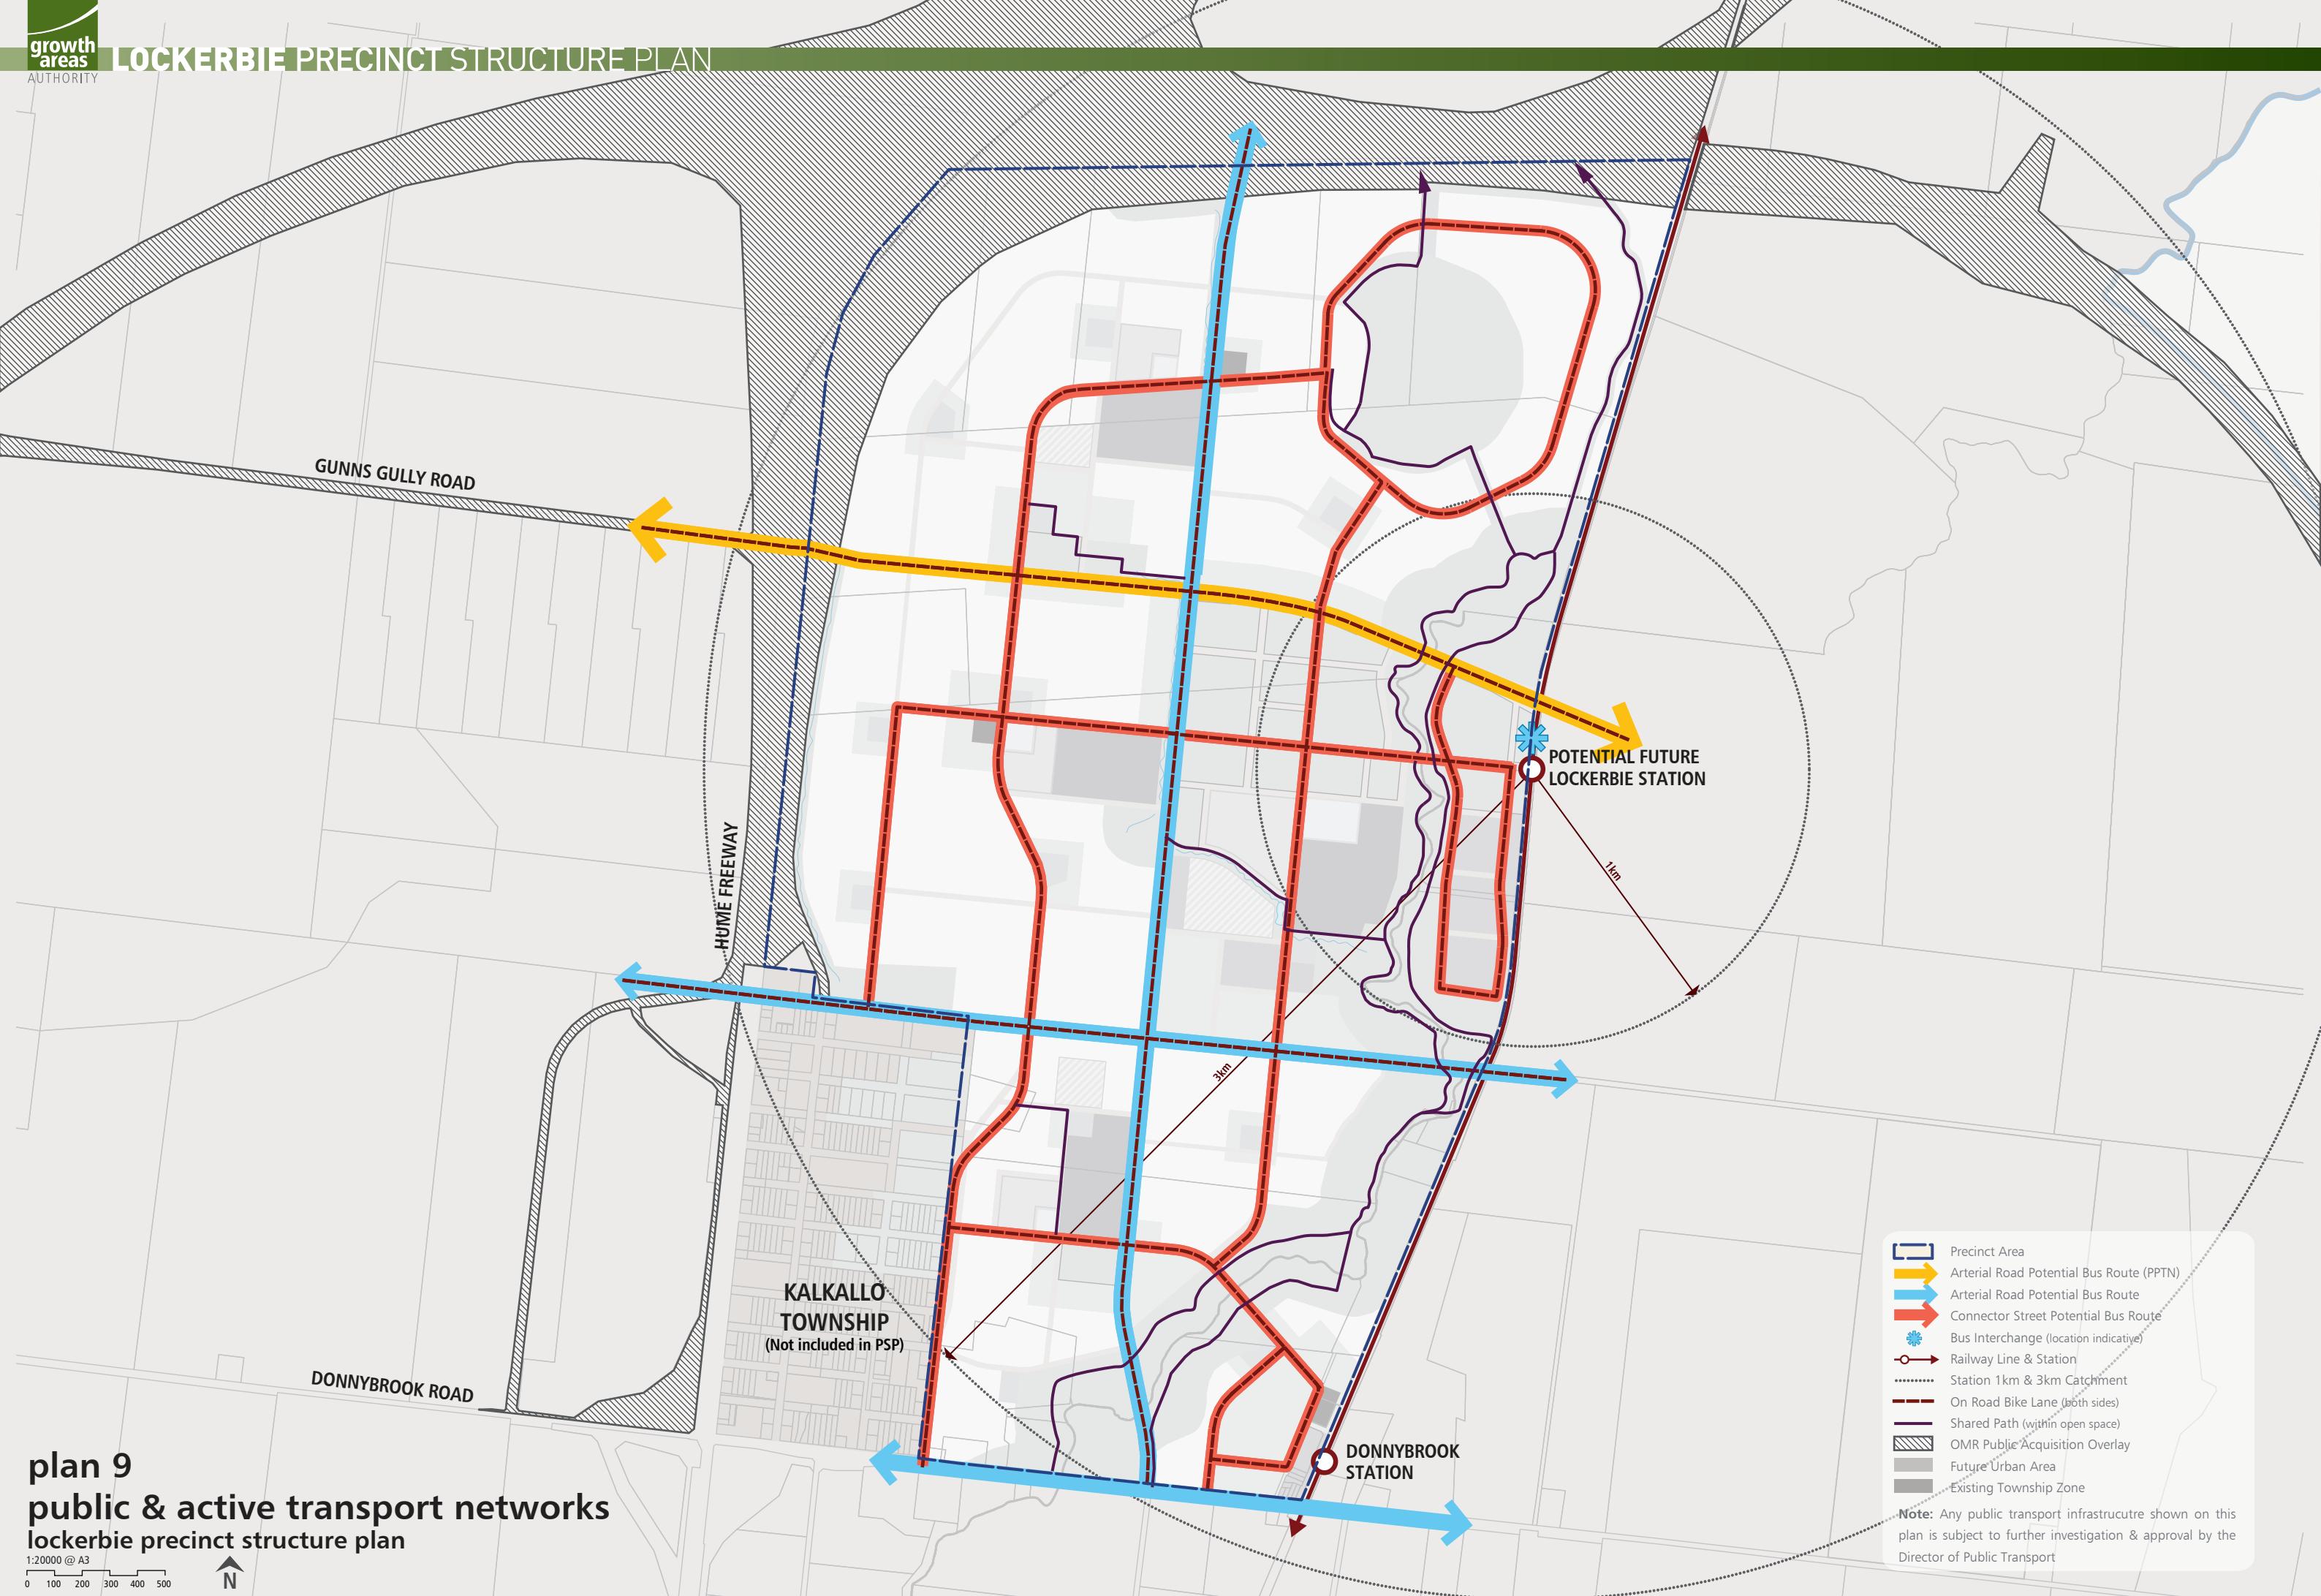 growth
areas
AUTHORITY
LOCKERBIE PRECINCT STRUCTURE PLAN
GUNNS GULLY ROAD
POTENTIAL FUTURE
LOCKERBIE STATION
1km
HUME FREEWAY
3km
KALKALLO
TOWNSHIP
(Not included in PSP)
DONNYBROOK ROAD
DONNYBROOK
STATION
plan 9
public & active transport networks
lockerbie precinct structure plan
1:20000 @ A3
0 100 200 300 400 500
N
Precinct Area
Arterial Road Potential Bus Route (PPTN)
Arterial Road Potential Bus Route
Connector Street Potential Bus Route
Bus Interchange (location indicative)
Railway Line & Station
Station 1km & 3km Catchment
On Road Bike Lane (both sides)
Shared Path (within open space)
OMR Public Acquisition Overlay
Future Urban Area
Existing Township Zone
Note: Any public transport infrastrucutre shown on this
plan is subject to further investigation & approval by the
Director of Public Transport